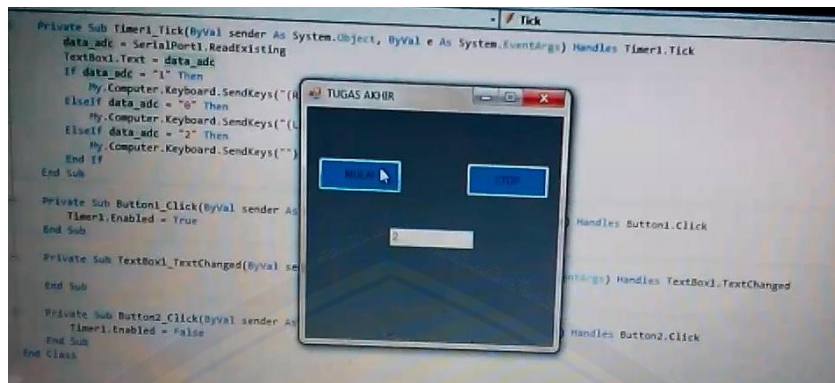 Tick
Private Sub Timer1_Tick(ByVal sender As System.Object, ByVal e As System.EventArgs) Handles Timer1.Tick
data_adc = SerialPort1.ReadExisting
TextBox1.Text = data_adc
If data_adc = "1" Then
My.Computer.Keyboard.SendKeys("(R
ElseIf data_adc = "0" Then
My.Computer.Keyboard.SendKeys("(L
ElseIf data_adc = "2" Then
My.Computer.Keyboard.SendKeys("")
End If
End Sub
TUGAS AKHIR
STOP
2
Private Sub Button1_Click(ByVal sender As ) Handles Button1.Click
Timer1.Enabled = True
End Sub
Private Sub TextBox1_TextChanged(ByVal se entArgs) Handles TextBox1.TextChanged
End Sub
Private Sub Button2_Click(ByVal sender As ) Handles Button2.Click
Timer1.Enabled = False
End Sub
End Class